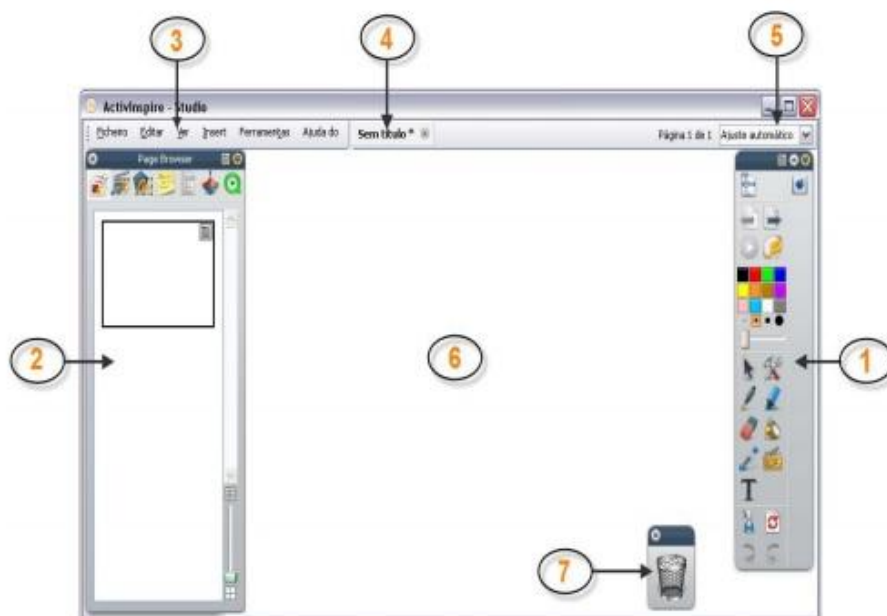 3 4 5
ActivInspire - Studio
Ficheiro Editar Ver Insert Ferramentas Ajuda do Sem título * Página 1 de 1 Ajuste automático
Page Browser
2 6 1
T
7